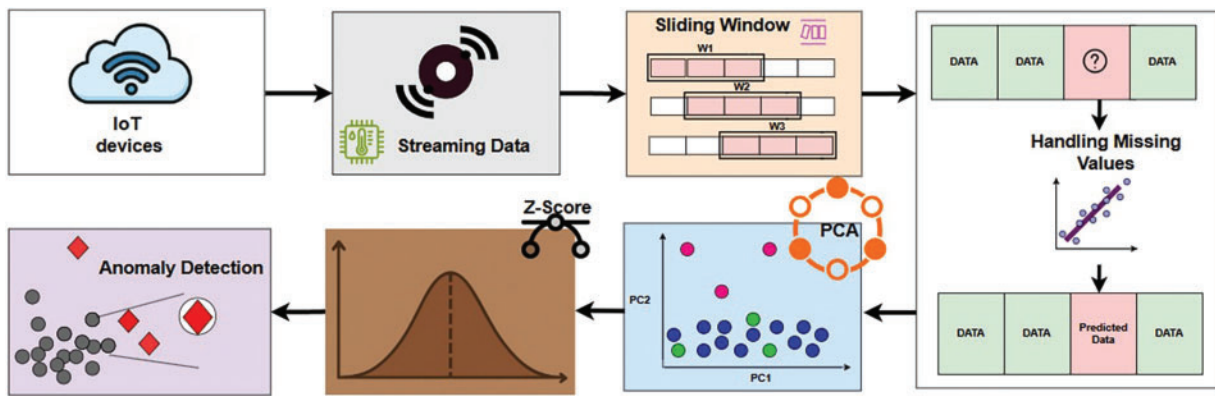 IoT
devices
Streaming Data
Sliding Window
W1
W2
W3
DATA DATA ? DATA
Handling Missing
Values
DATA DATA Predicted
Data DATA
PCA
PC2
PC1
Z-Score
Anomaly Detection